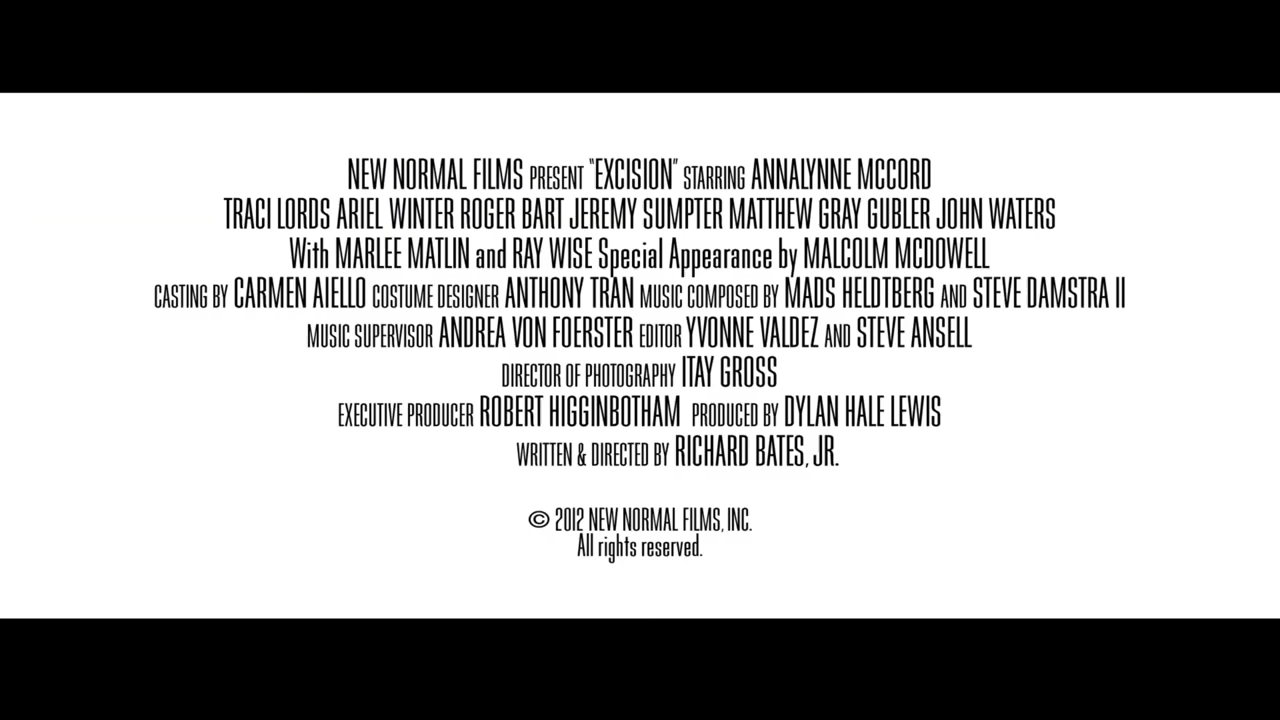 NEW NORMAL FILMS PRESENT "EXCISION" STARRING ANNALYNNE MCCORD
TRACI LORDS ARIEL WINTER ROGER BART JEREMY SUMPTER MATTHEW GRAY GUBLER JOHN WATERS
With MARLEE MATLIN and RAY WISE Special Appearance by MALCOLM MCDOWELL
CASTING BY CARMEN AIELLO COSTUME DESIGNER ANTHONY TRAN MUSIC COMPOSED BY MADS HELDTBERG AND STEVE DAMSTRA II
MUSIC SUPERVISOR ANDREA VON FOERSTER EDITOR YVONNE VALDEZ AND STEVE ANSELL
DIRECTOR OF PHOTOGRAPHY ITAY GROSS
EXECUTIVE PRODUCER ROBERT HIGGINBOTHAM PRODUCED BY DYLAN HALE LEWIS
WRITTEN & DIRECTED BY RICHARD BATES, JR.
© 2012 NEW NORMAL FILMS, INC.
All rights reserved.